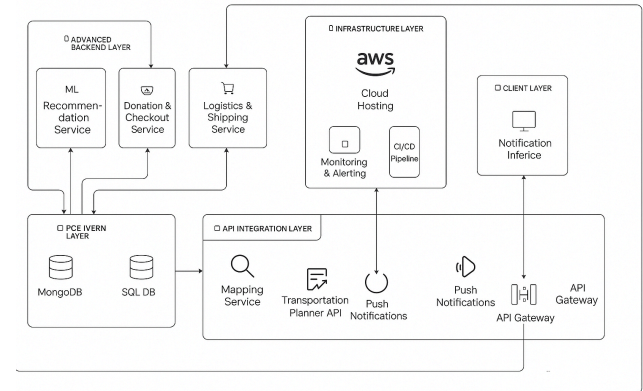 ADVANCED
BACKEND LAYER
ML
Recommen-
dation
Service
Donation &
Checkout
Service
Logistics &
Shipping
Service
INFRASTRUCTURE LAYER
aws
Cloud
Hosting
Monitoring
& Alerting
CI/CD
Pipeline
CLIENT LAYER
Notification
Inferice
PCE IVERN
LAYER
MongoDB
SQL DB
API INTEGRATION LAYER
Mapping
Service
Transportation
Planner API
Push
Notifications
Push
Notifications
API Gateway
API
Gateway